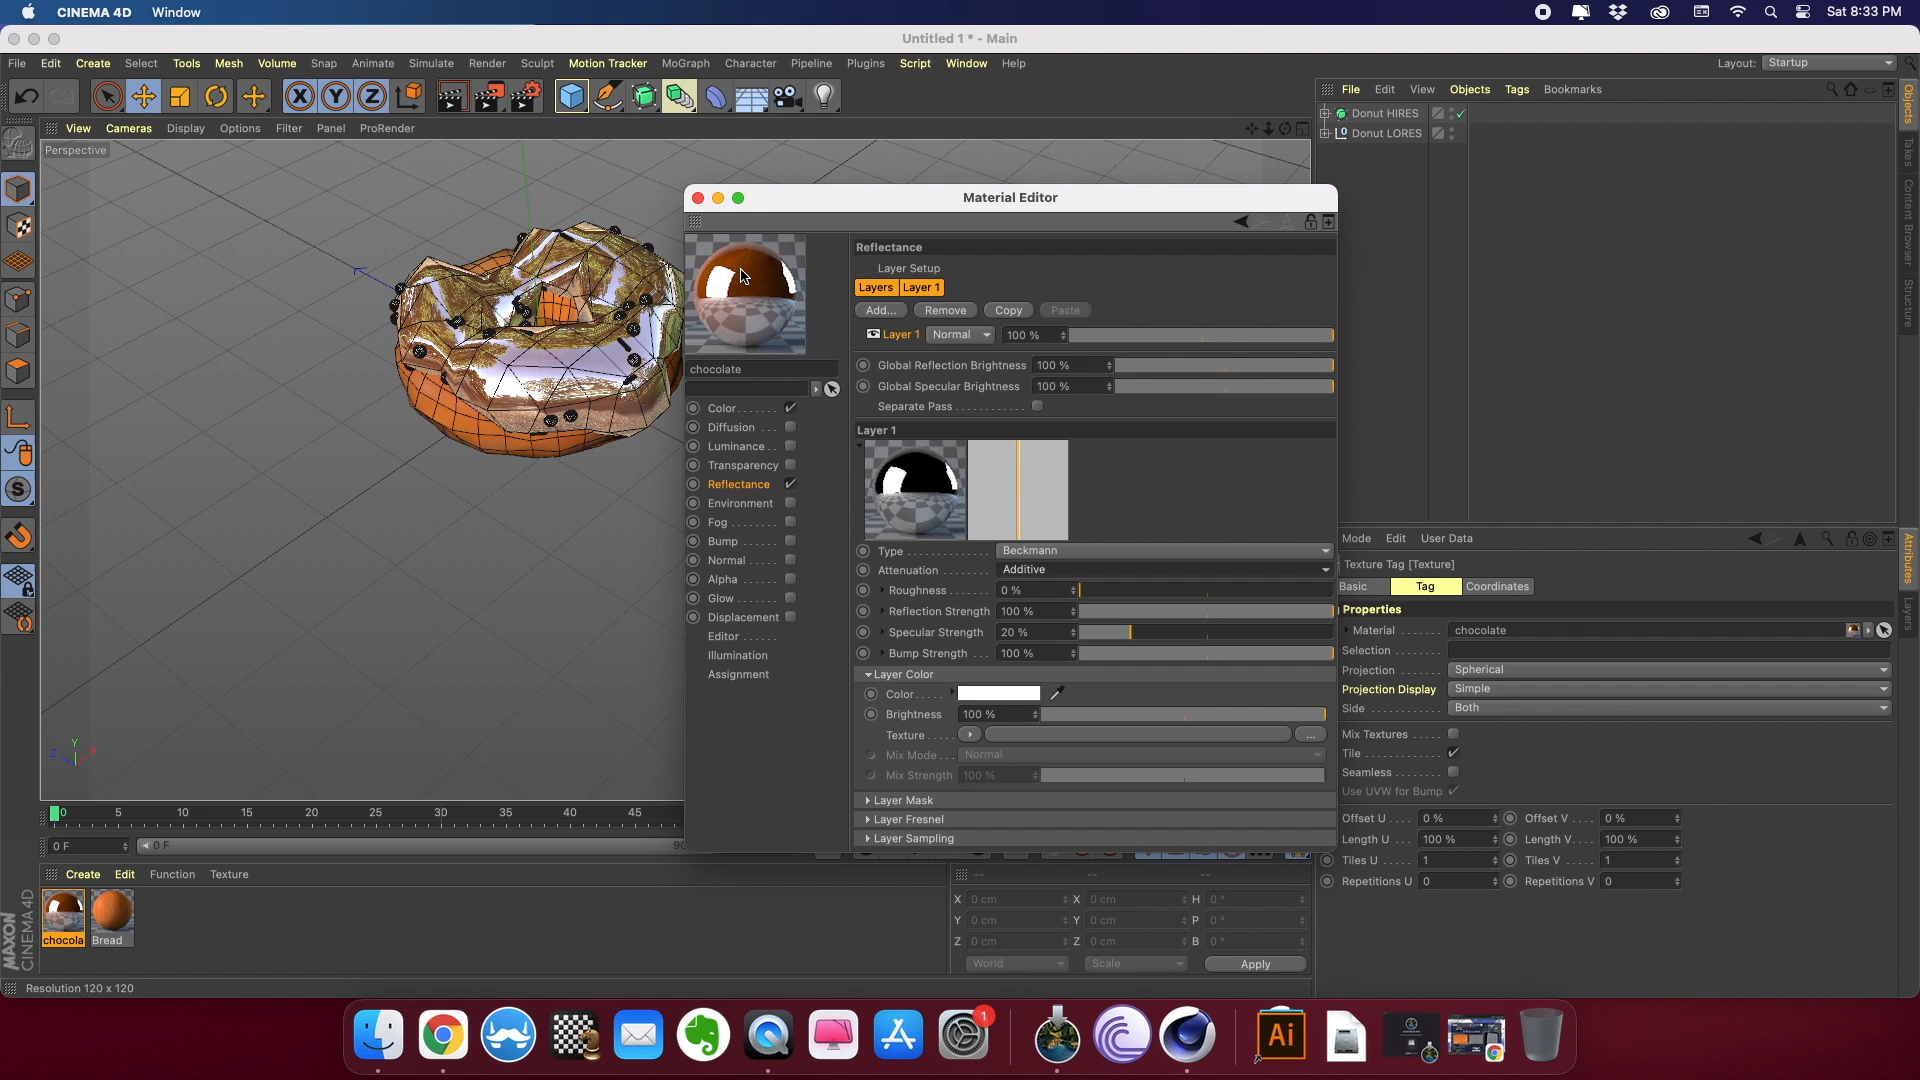 CINEMA 4D Window Sat 8:33 PM
Untitled 1 * - Main
File Edit Create Select Tools Mesh Volume Snap Animate Simulate Render Sculpt Motion Tracker MoGraph Character Pipeline Plugins Script Window Help Layout: Startup
View Cameras Display Options Filter Panel ProRender
Perspective
File Edit View Objects Tags Bookmarks
Donut HIRES
Donut LORES
Objects
Takes
Content Browser
Structure
Material Editor
Reflectance
Layer Setup
Layers Layer 1
Add... Remove Copy Paste
Layer 1 Normal 100 %
Global Reflection Brightness 100 %
Global Specular Brightness 100 %
Separate Pass
chocolate
Color
Diffusion
Luminance
Transparency
Reflectance
Environment
Fog
Bump
Normal
Alpha
Glow
Displacement
Editor
Illumination
Assignment
Layer 1
Type Beckmann
Attenuation Additive
Roughness 0 %
Reflection Strength 100 %
Specular Strength 20 %
Bump Strength 100 %
Layer Color
Color
Brightness 100 %
Texture ...
Mix Mode Normal
Mix Strength 100 %
Layer Mask
Layer Fresnel
Layer Sampling
Mode Edit User Data
Texture Tag [Texture]
Basic Tag Coordinates
Properties
Material chocolate
Selection
Projection Spherical
Projection Display Simple
Side Both
Mix Textures
Tile
Seamless
Use UVW for Bump
Offset U 0 % Offset V 0 %
Length U 100 % Length V 100 %
Tiles U 1 Tiles V 1
Repetitions U 0 Repetitions V 0
Attributes
Layers
Y
Z X
0 5 10 15 20 25 30 35 40 45
0 F 0 F
Create Edit Function Texture
chocola Bread
-- -- --
X 0 cm X 0 cm H 0 °
Y 0 cm Y 0 cm P 0 °
Z 0 cm Z 0 cm B 0 °
World Scale Apply
MAXON
CINEMA 4D
Resolution 120 x 120
1
Ai